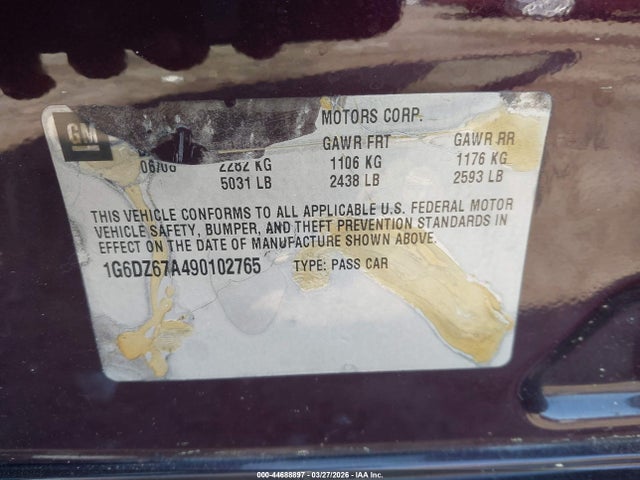 GM
MOTORS CORP.
GAWR FRT GAWR RR
06/08 2282 KG 1106 KG 1176 KG
5031 LB 2438 LB 2593 LB
THIS VEHICLE CONFORMS TO ALL APPLICABLE U.S. FEDERAL MOTOR
VEHICLE SAFETY, BUMPER, AND THEFT PREVENTION STANDARDS IN
EFFECT ON THE DATE OF MANUFACTURE SHOWN ABOVE.
1G6DZ67A490102765 TYPE: PASS CAR
000-44688897 - 03/27/2026 - IAA Inc.